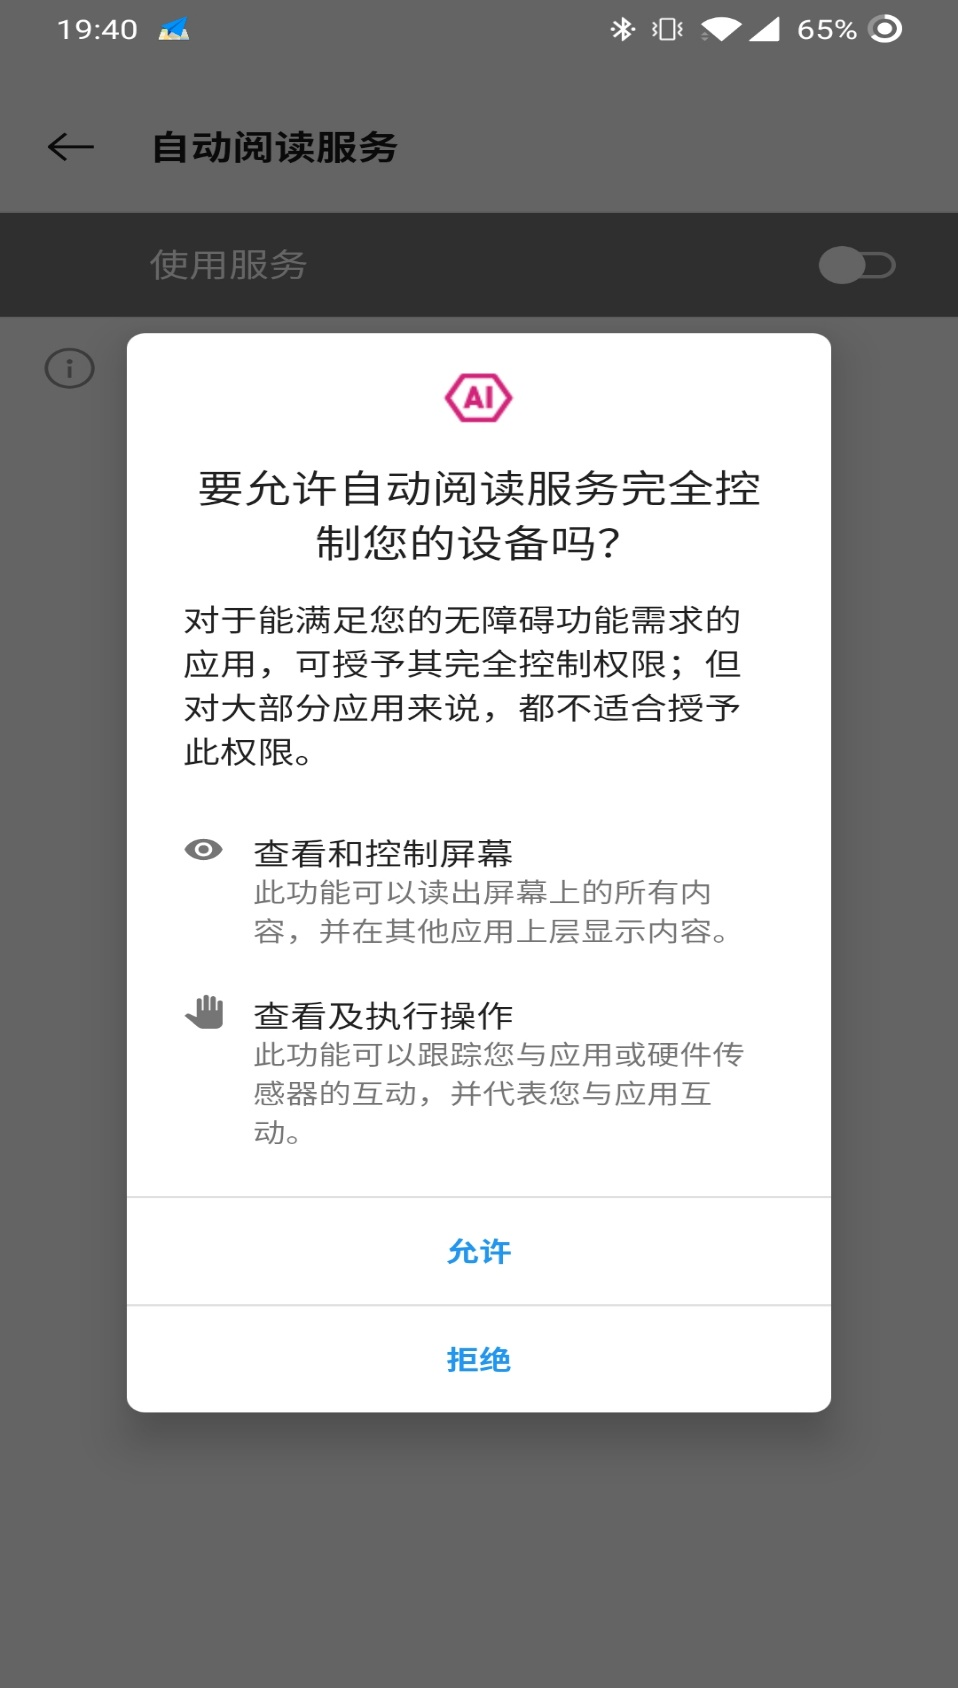 19:40
65%
自动阅读服务
使用服务
AI
要允许自动阅读服务完全控
制您的设备吗？
对于能满足您的无障碍功能需求的
应用，可授予其完全控制权限；但
对大部分应用来说，都不适合授予
此权限。
查看和控制屏幕
此功能可以读出屏幕上的所有内
容，并在其他应用上层显示内容。
查看及执行操作
此功能可以跟踪您与应用或硬件传
感器的互动，并代表您与应用互
动。
允许
拒绝